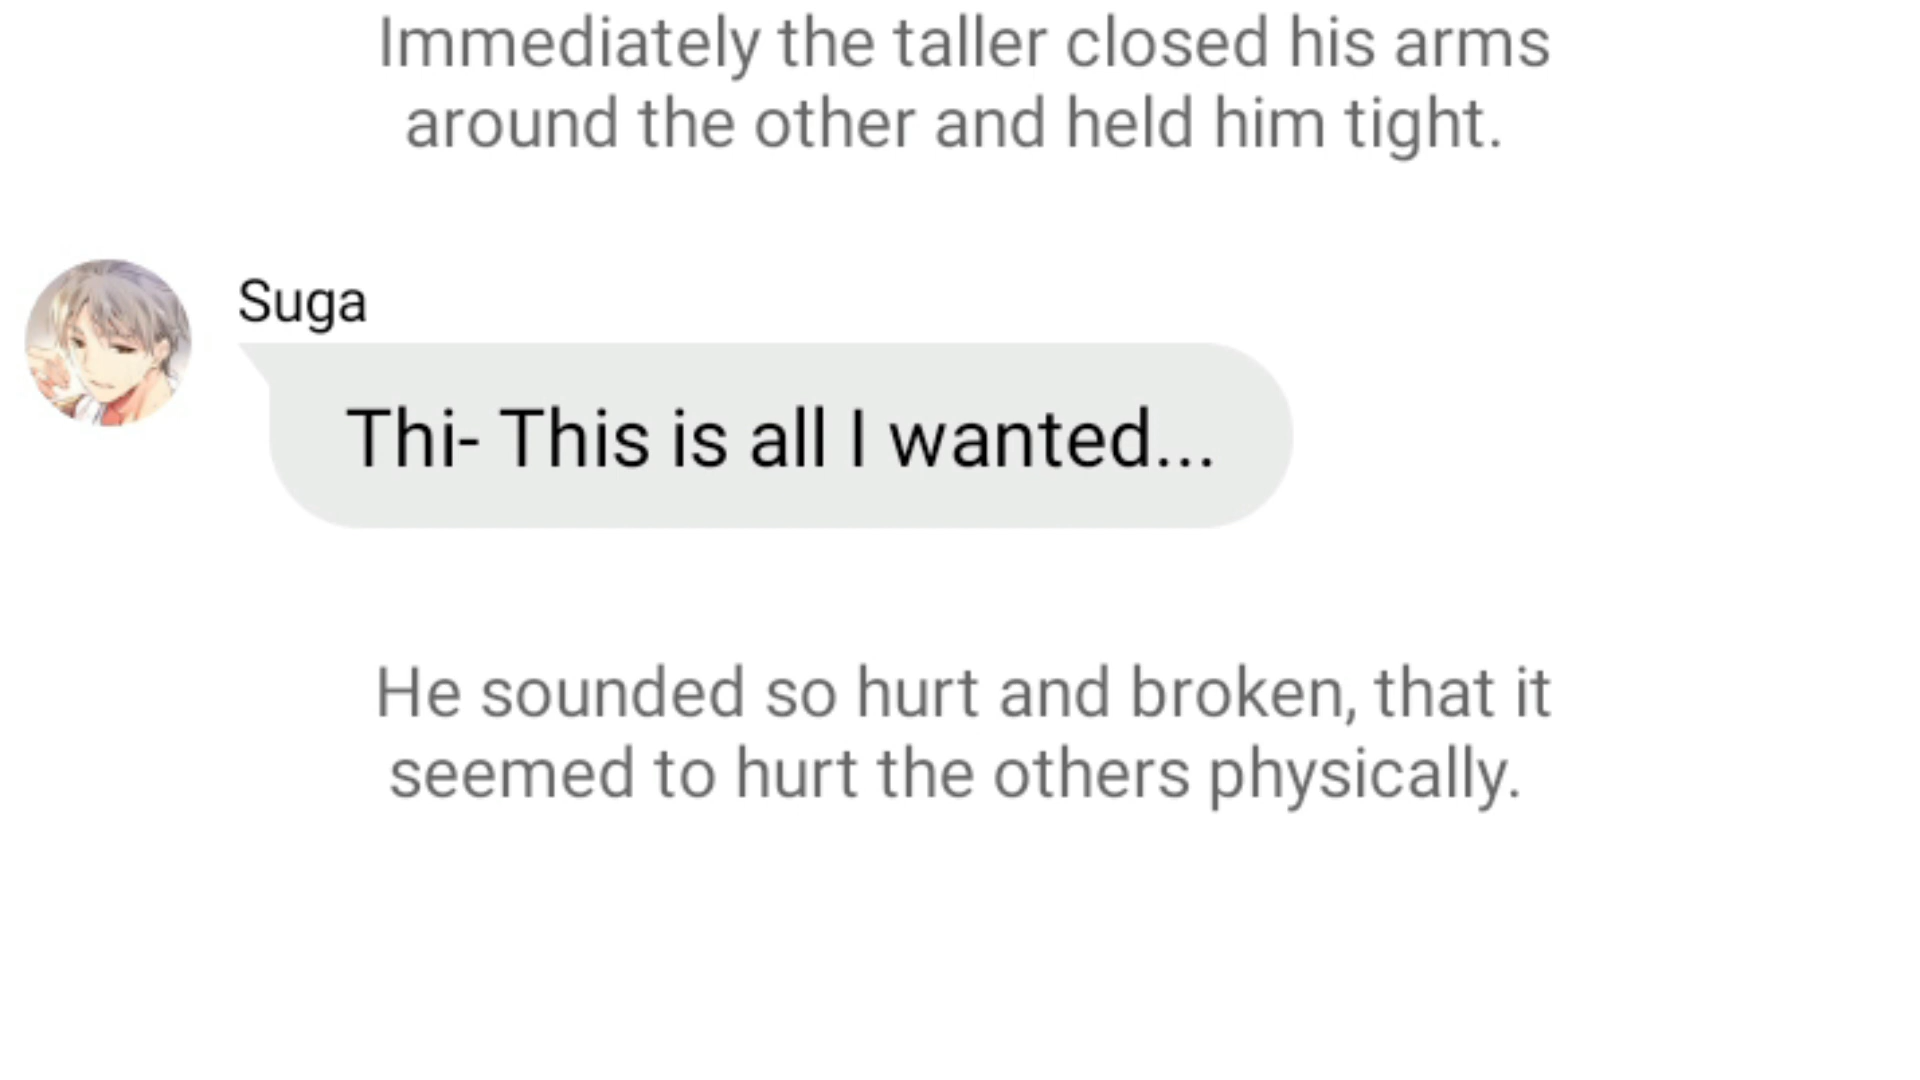 Immediately the taller closed his arms
around the other and held him tight.
Suga
Thi- This is all I wanted...
He sounded so hurt and broken, that it
seemed to hurt the others physically.